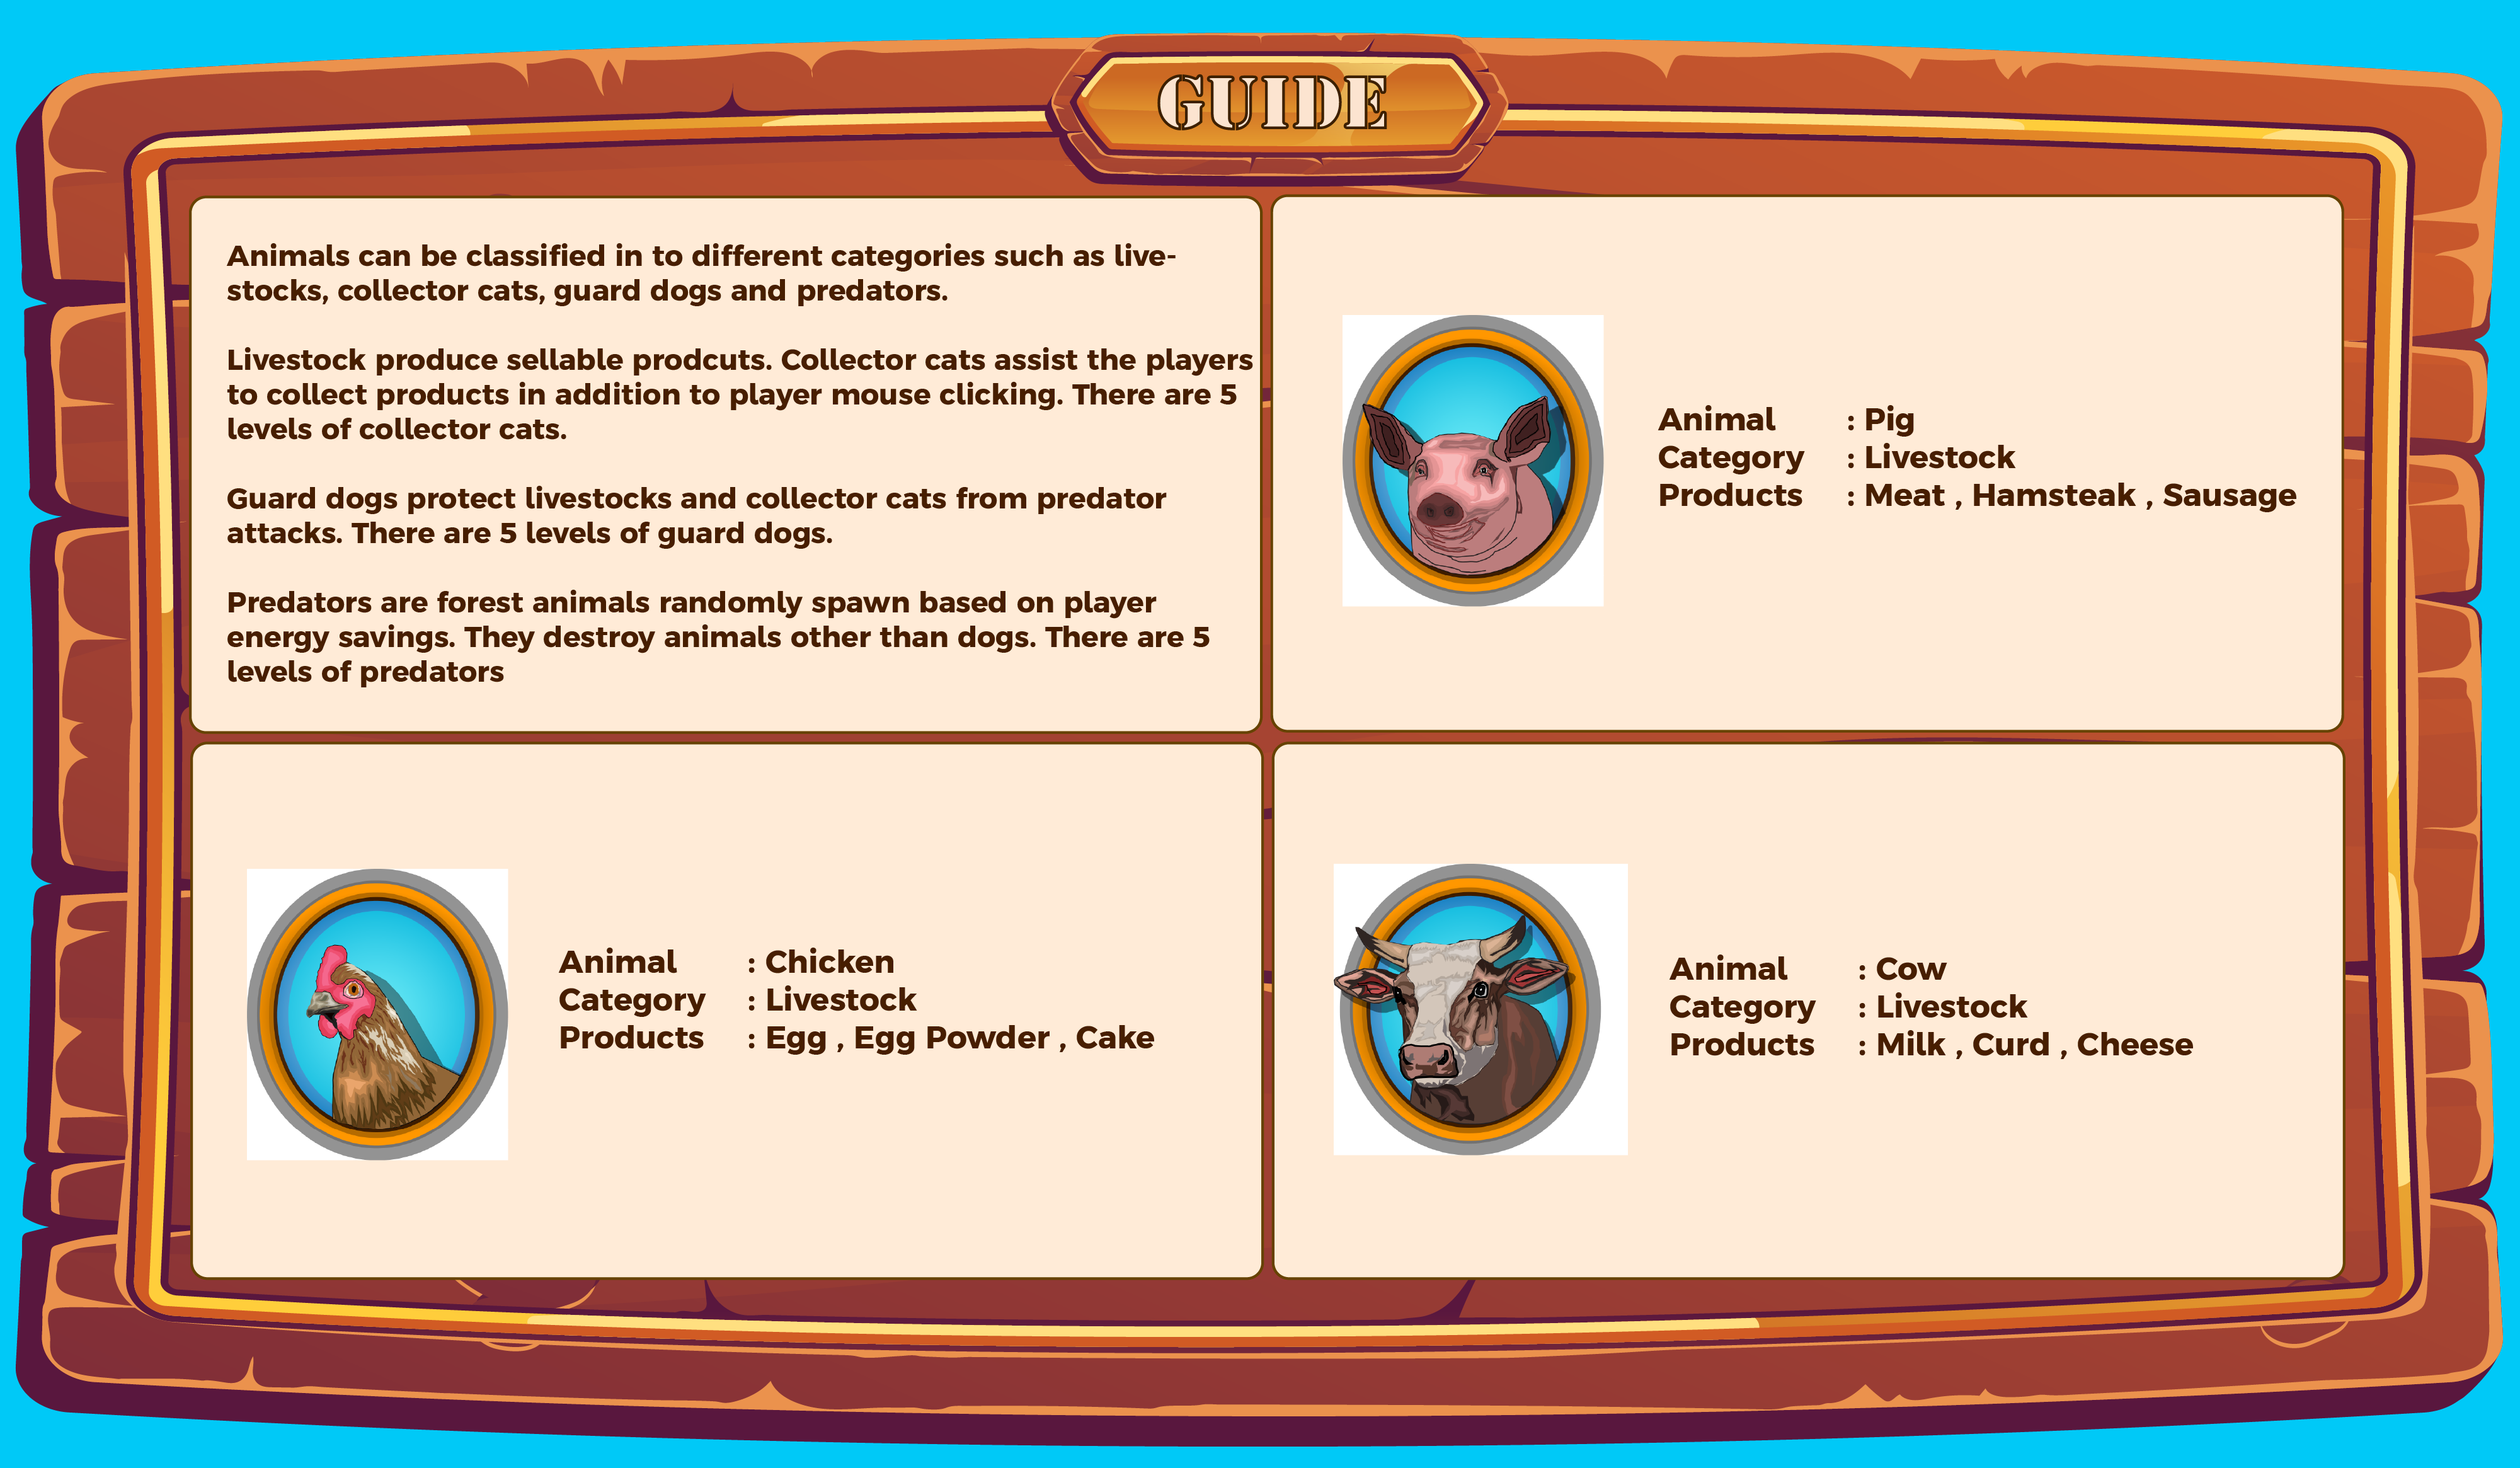 GUIDE
Animals can be classified in to different categories such as live-
stocks, collector cats, guard dogs and predators.
Livestock produce sellable prodcuts. Collector cats assist the players
to collect products in addition to player mouse clicking. There are 5
levels of collector cats.
Guard dogs protect livestocks and collector cats from predator
attacks. There are 5 levels of guard dogs.
Predators are forest animals randomly spawn based on player
energy savings. They destroy animals other than dogs. There are 5
levels of predators
Animal : Pig
Category : Livestock
Products : Meat , Hamsteak , Sausage
Animal : Chicken
Category : Livestock
Products : Egg , Egg Powder , Cake
Animal : Cow
Category : Livestock
Products : Milk , Curd , Cheese